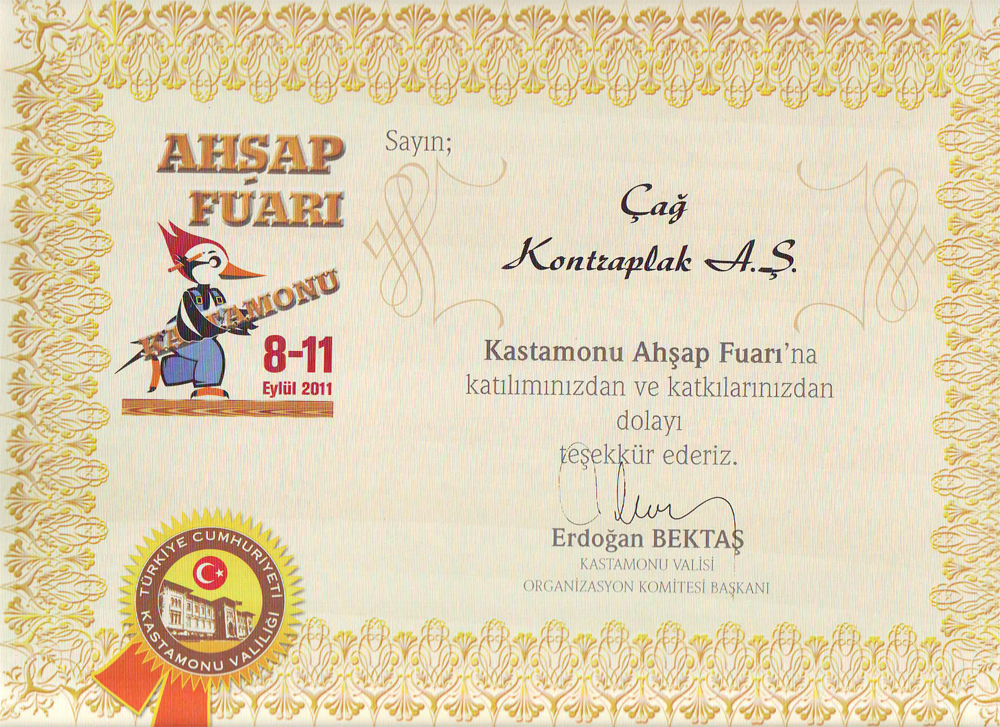 AHŞAP
FUARI
KASTAMONU
8-11
Eylül 2011
Sayın;
Çağ
Kontraplak A.Ş.
Kastamonu Ahşap Fuarı'na
katılımınızdan ve katkılarınızdan
dolayı
teşekkür ederiz.
Erdoğan BEKTAŞ
KASTAMONU VALİSİ
ORGANİZASYON KOMİTESİ BAŞKANI
TÜRKİYE CUMHURİYETİ
KASTAMONU VALİLİĞİ